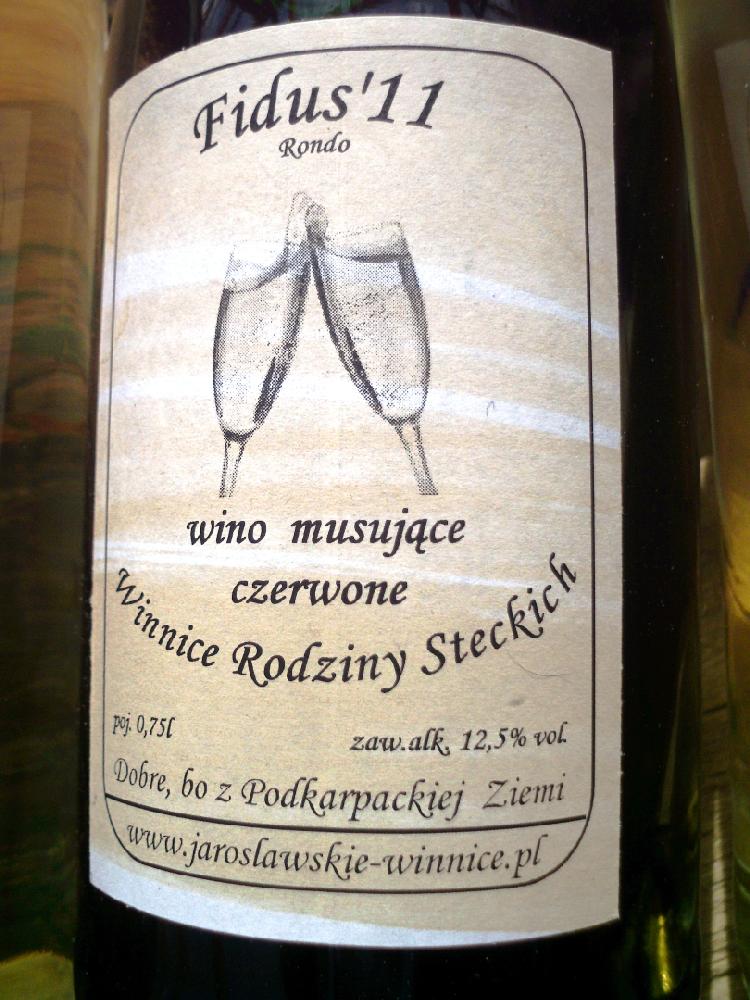 Fidus'11
Rondo
wino musujące
czerwone
Winnice Rodziny Steckich
poj. 0,75l
zaw.alk. 12,5% vol.
Dobre, bo z Podkarpackiej Ziemi
www.jaroslawskie-winnice.pl